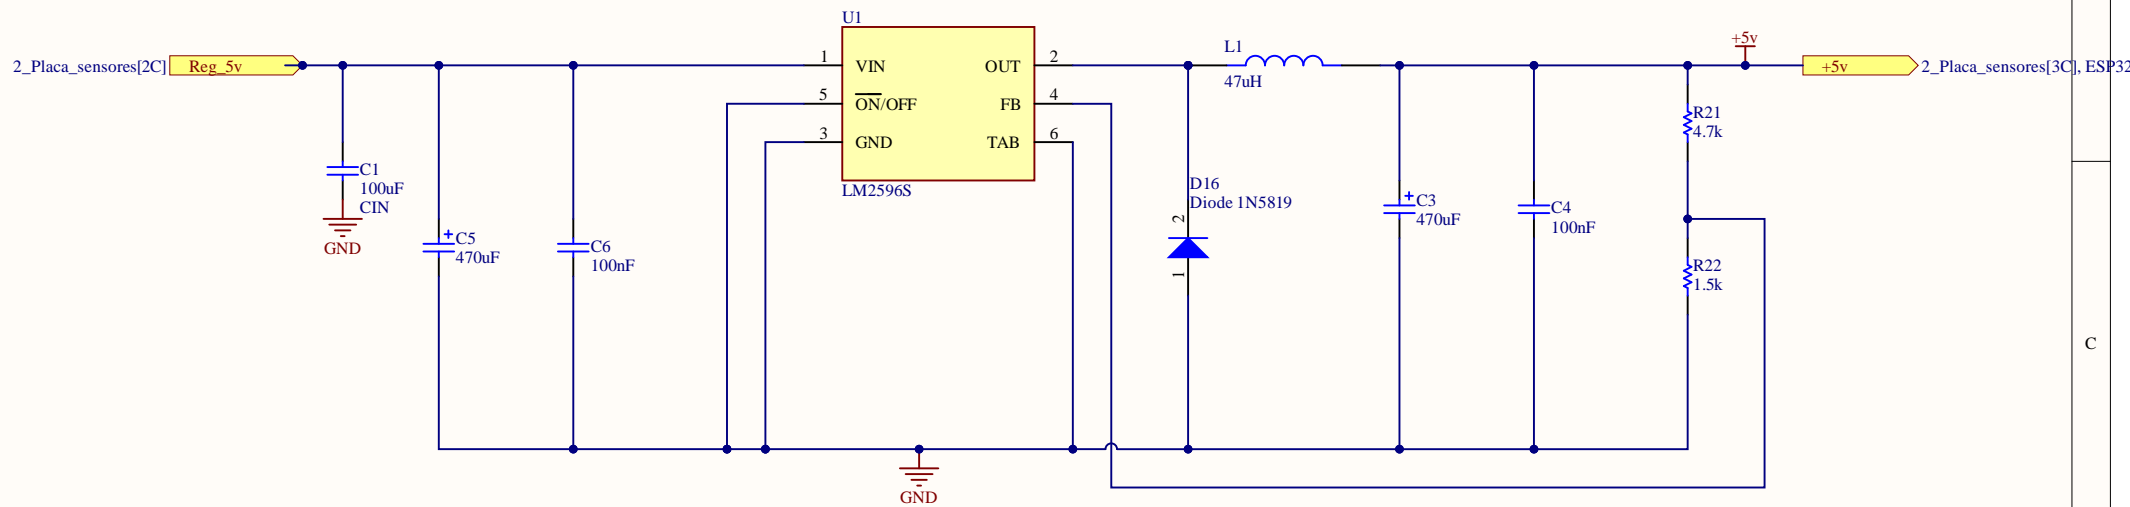 U1
2_Placa_sensores[2C]
Reg_5v
1
VIN
OUT
2
5
ON/OFF
FB
4
3
GND
TAB
6
LM2596S
L1
47uH
+5v
+5v
2_Placa_sensores[3C], ESP32
C1
100uF
CIN
GND
C5
470uF
C6
100nF
D16
Diode 1N5819
2
1
C3
470uF
C4
100nF
R21
4.7k
R22
1.5k
GND
C